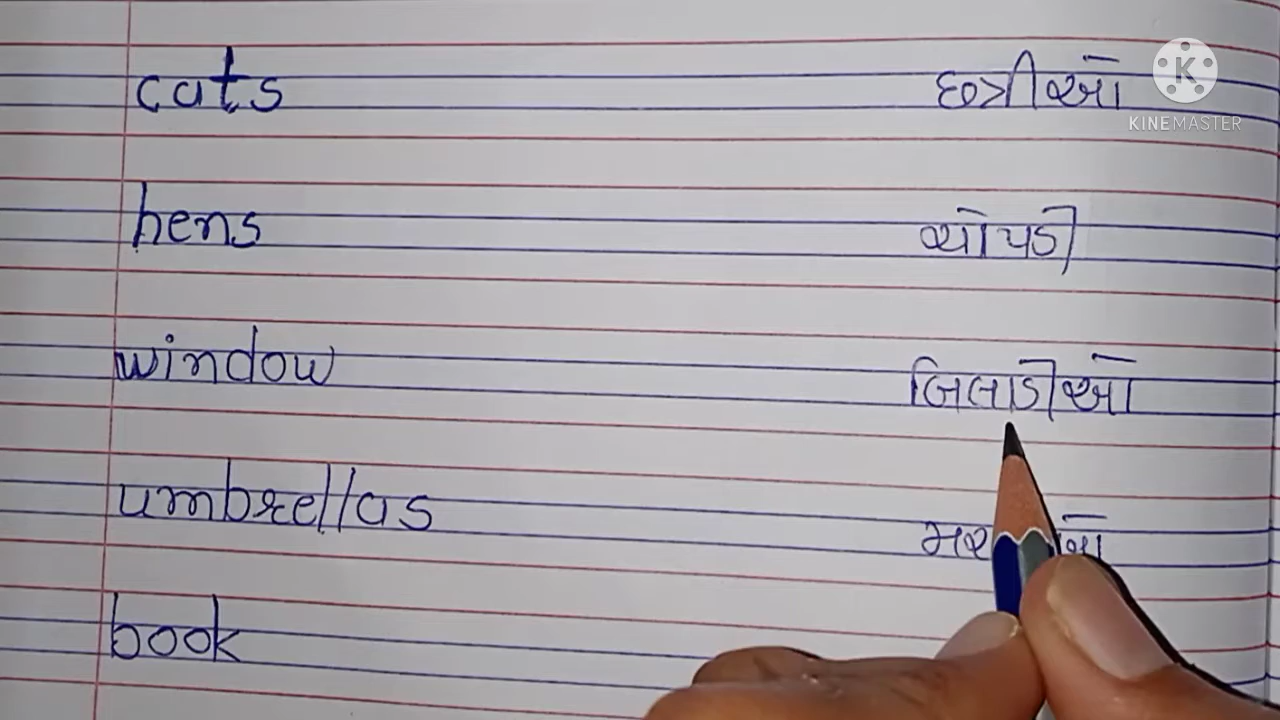 cats છત્રીઓ
K KINEMASTER
hens ચોપડી
window બિલાડીઓ
umbrellas
book